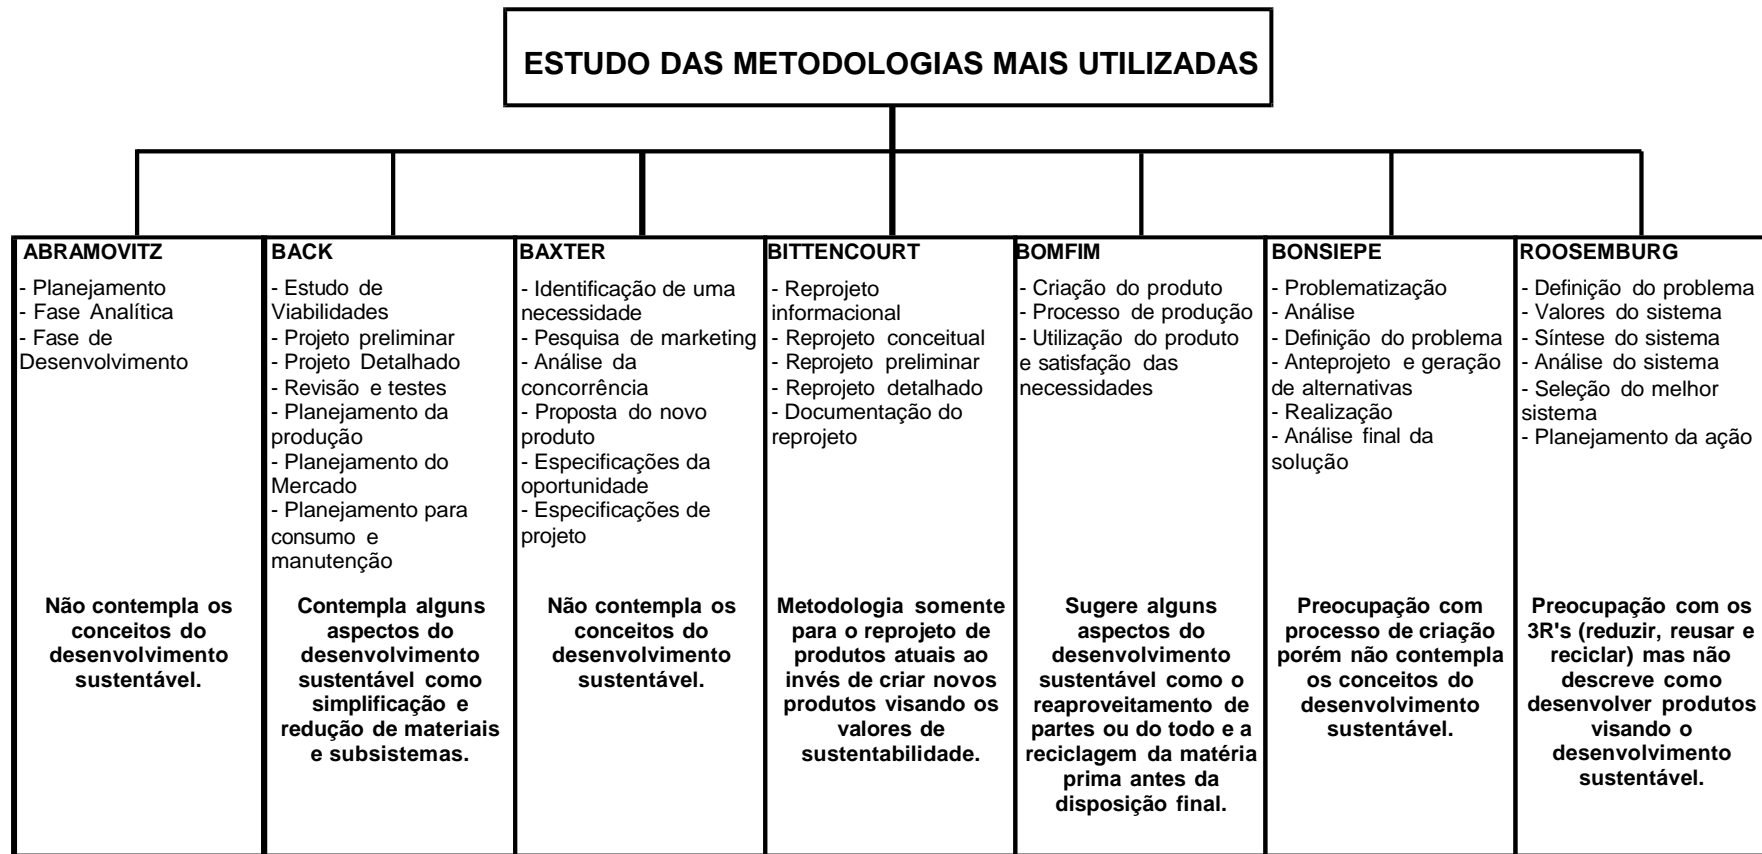 ESTUDO DAS METODOLOGIAS MAIS UTILIZADAS
ABRAMOVITZ
- Planejamento
- Fase Analítica
- Fase de
Desenvolvimento
Não contempla os
conceitos do
desenvolvimento
sustentável.
BACK
- Estudo de
Viabilidades
- Projeto preliminar
- Projeto Detalhado
- Revisão e testes
- Planejamento da
produção
- Planejamento do
Mercado
- Planejamento para
consumo e
manutenção
Contempla alguns
aspectos do
desenvolvimento
sustentável como
simplificação e
redução de materiais
e subsistemas.
BAXTER
- Identificação de uma
necessidade
- Pesquisa de marketing
- Análise da
concorrência
- Proposta do novo
produto
- Especificações da
oportunidade
- Especificações de
projeto
Não contempla os
conceitos do
desenvolvimento
sustentável.
BITTENCOURT
- Reprojeto
informacional
- Reprojeto conceitual
- Reprojeto preliminar
- Reprojeto detalhado
- Documentação do
reprojeto
Metodologia somente
para o reprojeto de
produtos atuais ao
invés de criar novos
produtos visando os
valores de
sustentabilidade.
BOMFIM
- Criação do produto
- Processo de produção
- Utilização do produto
e satisfação das
necessidades
Sugere alguns
aspectos do
desenvolvimento
sustentável como o
reaproveitamento de
partes ou do todo e a
reciclagem da matéria
prima antes da
disposição final.
BONSIEPE
- Problematização
- Análise
- Definição do problema
- Anteprojeto e geração
de alternativas
- Realização
- Análise final da
solução
Preocupação com
processo de criação
porém não contempla
os conceitos do
desenvolvimento
sustentável.
ROOSEMBURG
- Definição do problema
- Valores do sistema
- Síntese do sistema
- Análise do sistema
- Seleção do melhor
sistema
- Planejamento da ação
Preocupação com os
3R's (reduzir, reusar e
reciclar) mas não
descreve como
desenvolver produtos
visando o
desenvolvimento
sustentável.